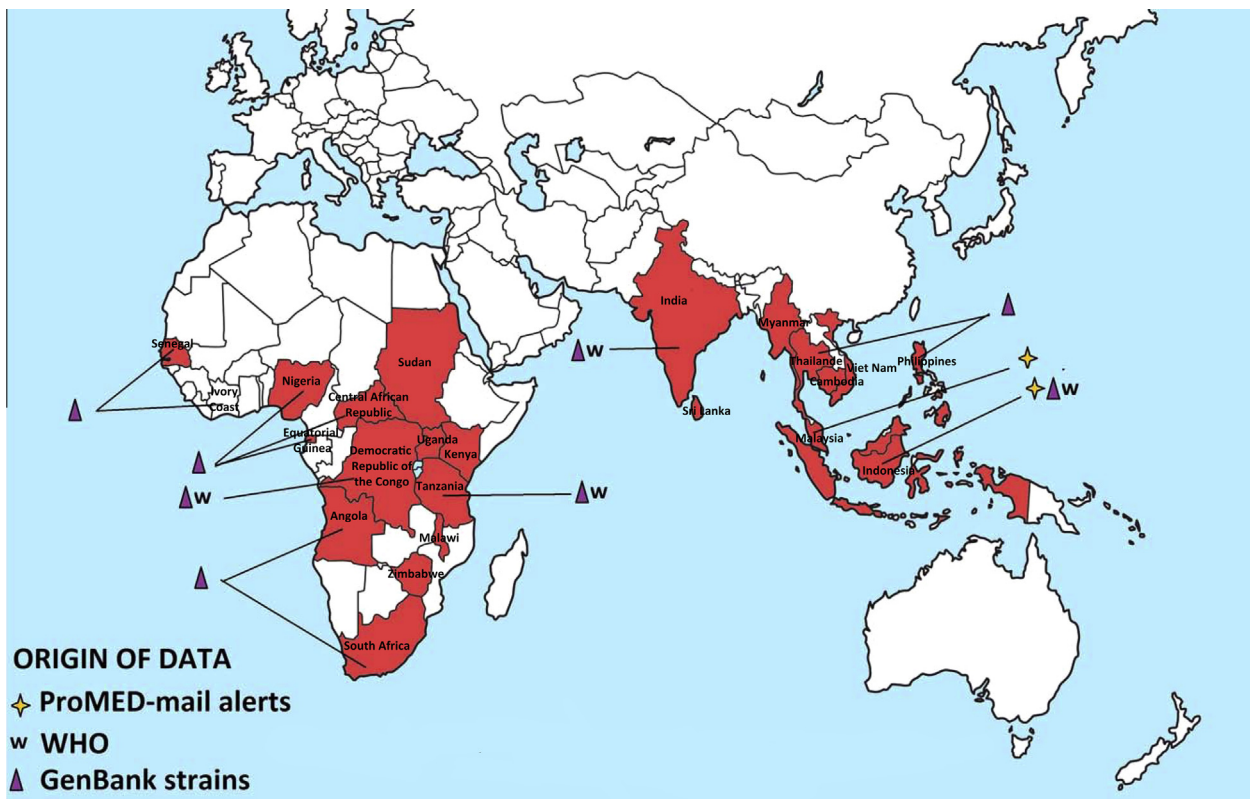 India
Myanmar
Senegal
Thailande
Viet Nam
Philippines
W
Sudan
Nigeria
Cambodia
Ivory
Coast
W
Central African
Republic
Sri Lanka
Equatorial
Guinea
Uganda
Malaysia
Kenya
Democratic
Republic of
the Congo
Indonesia
Tanzania
W
W
Angola
Malawi
Zimbabwe
South Africa
ORIGIN OF DATA
ProMED-mail alerts
W WHO
GenBank strains